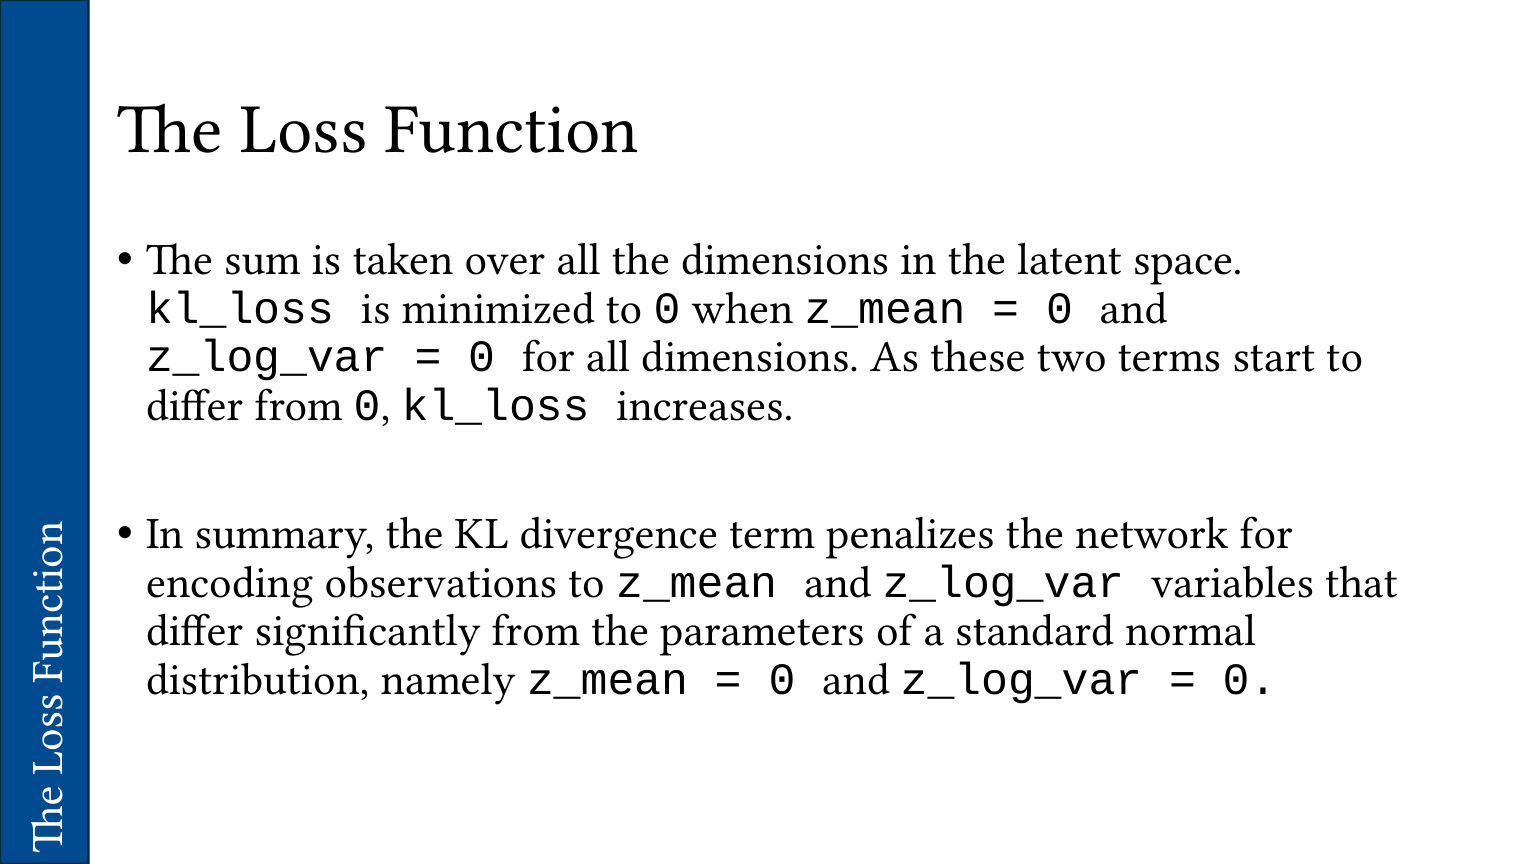 The Loss Function
• The sum is taken over all the dimensions in the latent space.
kl_loss is minimized to 0 when z_mean = 0 and
z_log_var = 0 for all dimensions. As these two terms start to
differ from 0, kl_loss increases.
• In summary, the KL divergence term penalizes the network for
encoding observations to z_mean and z_log_var variables that
differ significantly from the parameters of a standard normal
distribution, namely z_mean = 0 and z_log_var = 0.
The Loss Function